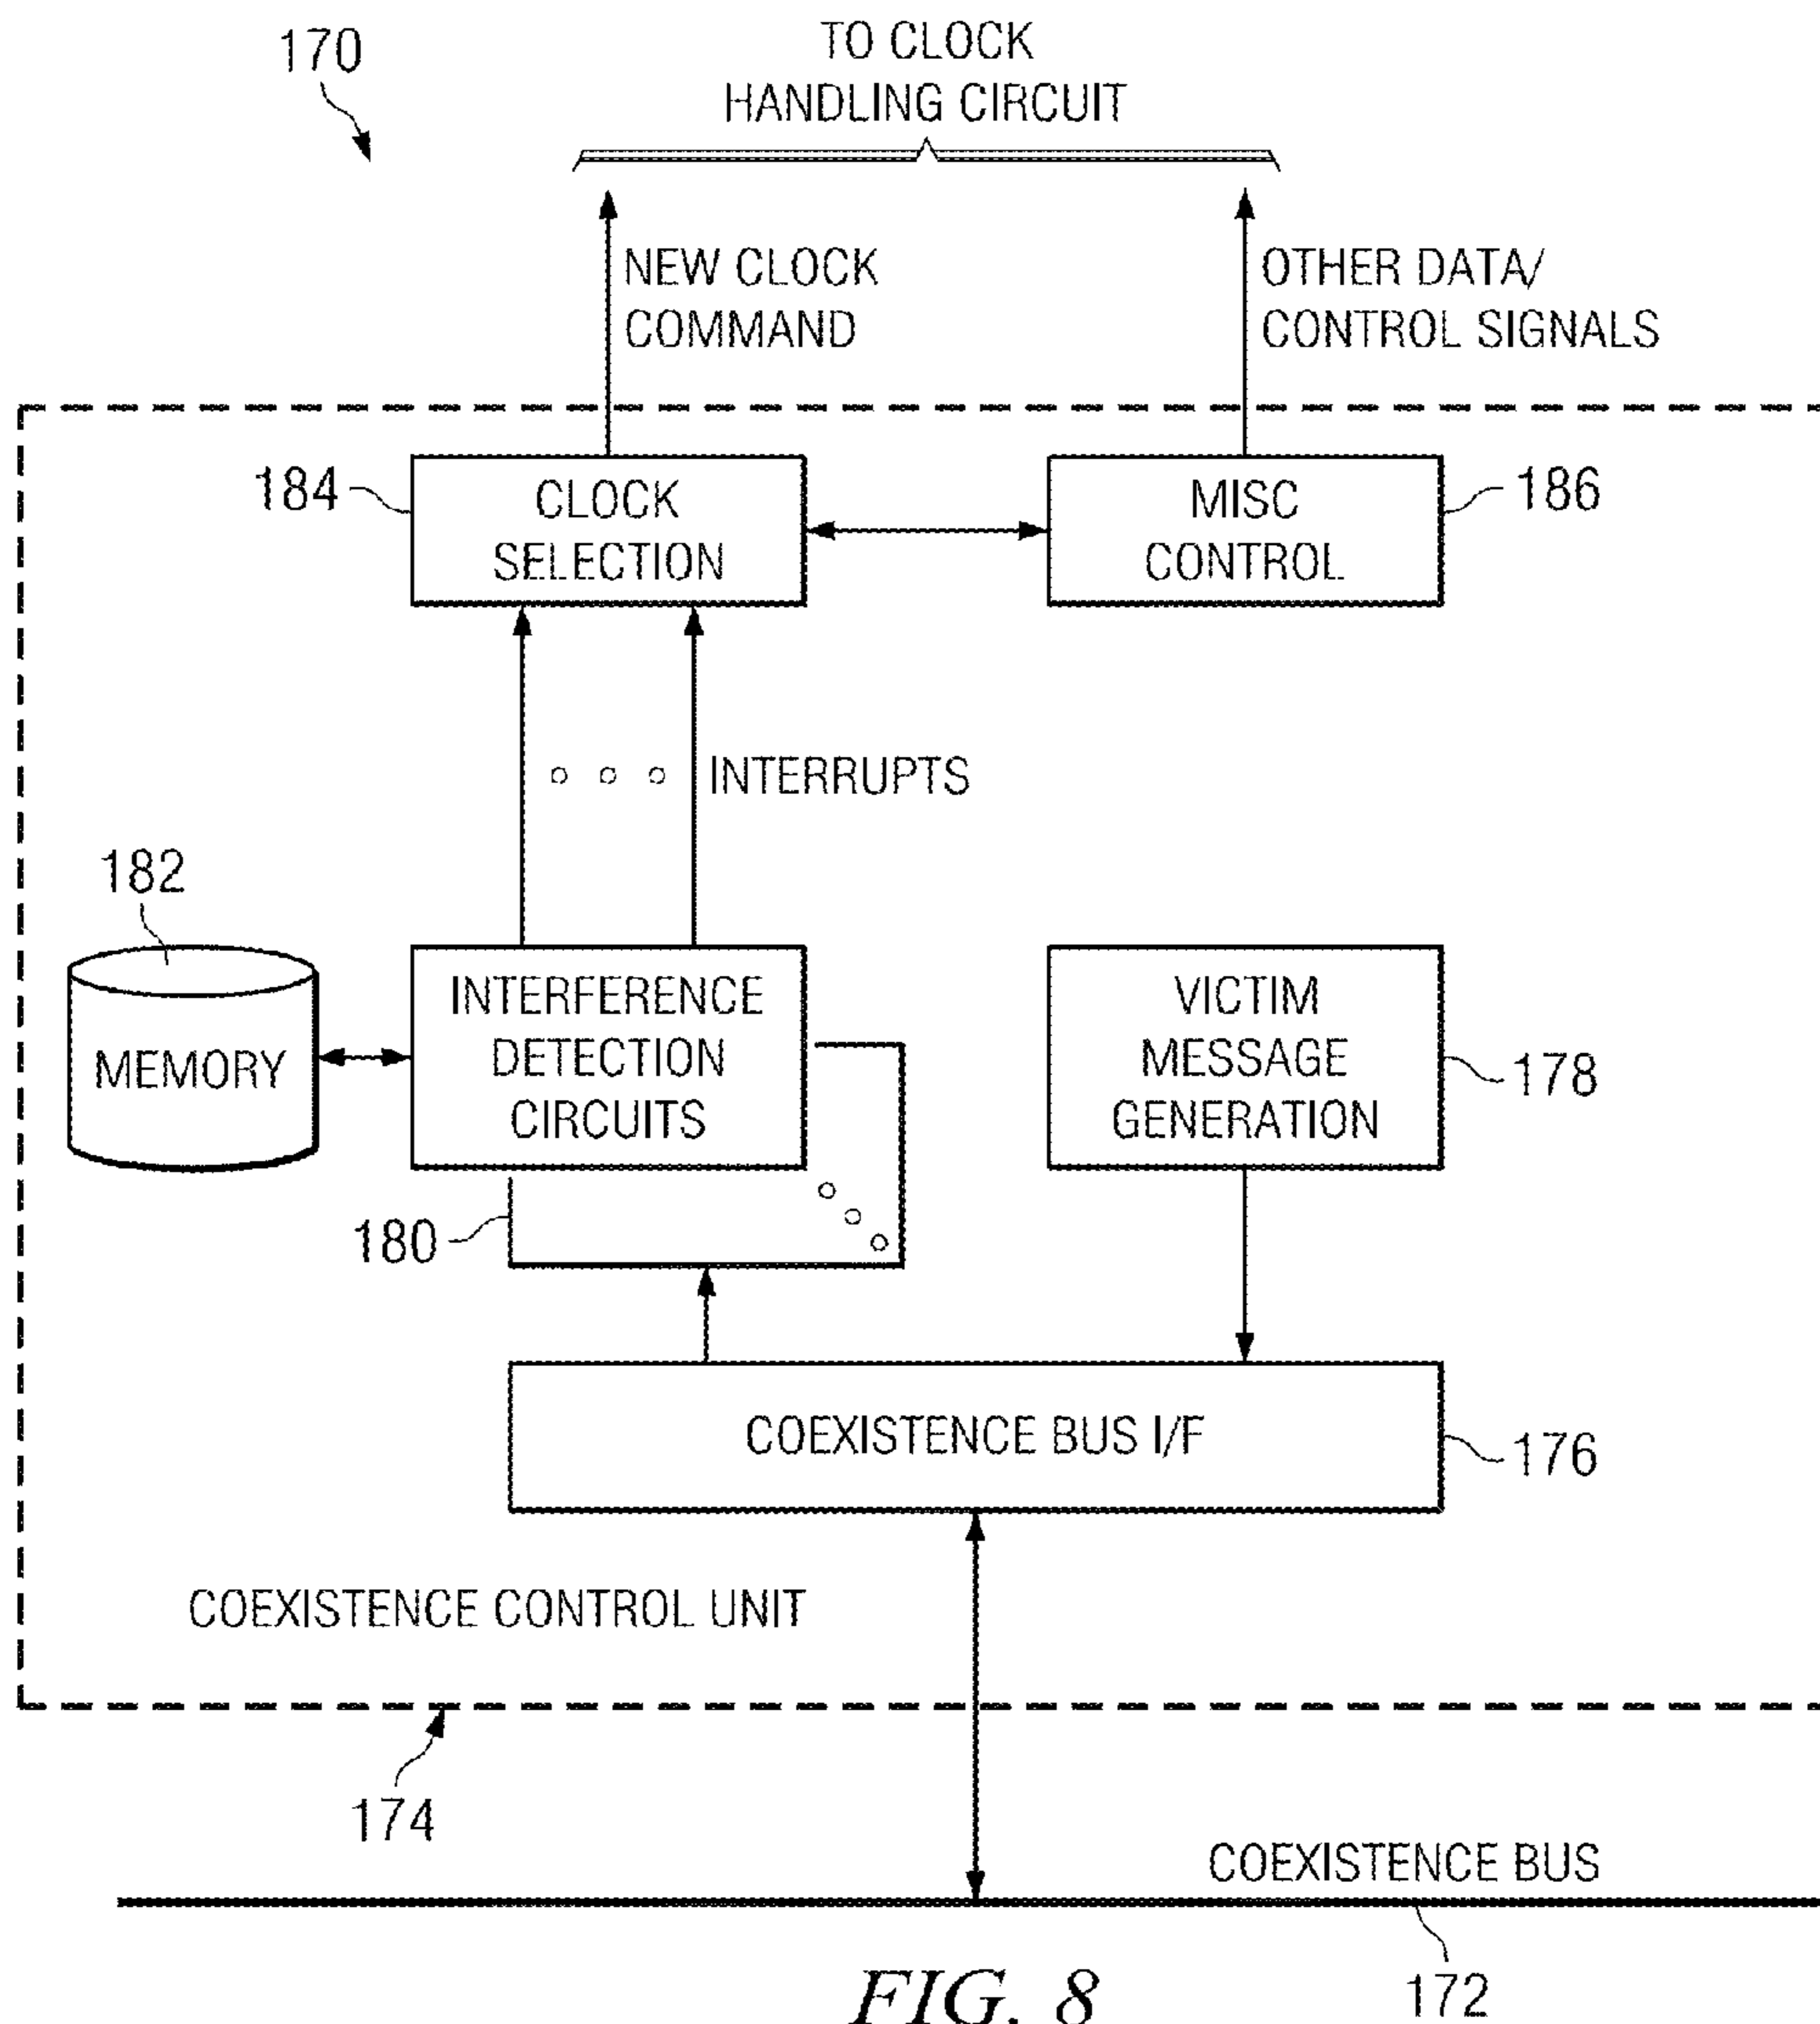 170
TO CLOCK
HANDLING CIRCUIT
NEW CLOCK
COMMAND
OTHER DATA/
CONTROL SIGNALS
184
CLOCK
SELECTION
MISC
CONTROL
186
INTERRUPTS
182
MEMORY
INTERFERENCE
DETECTION
CIRCUITS
VICTIM
MESSAGE
GENERATION
178
180
COEXISTENCE BUS I/F
176
COEXISTENCE CONTROL UNIT
174
COEXISTENCE BUS
172
FIG. 8